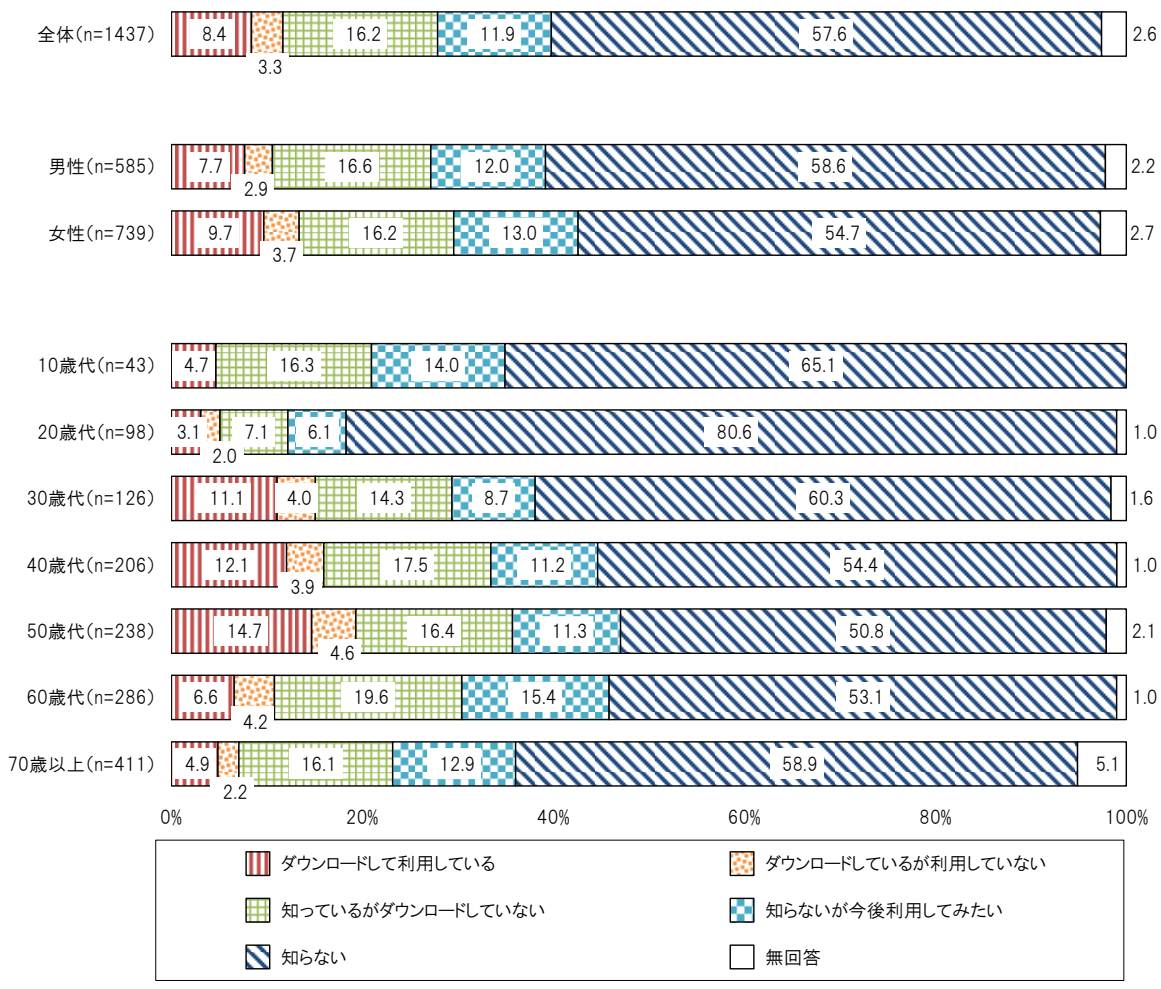 全体(n=1437) 8.4 3.3 16.2 11.9 57.6 2.6
男性(n=585) 7.7 2.9 16.6 12.0 58.6 2.2
女性(n=739) 9.7 3.7 16.2 13.0 54.7 2.7
10歳代(n=43) 4.7 16.3 14.0 65.1
20歳代(n=98) 3.1 2.0 7.1 6.1 80.6 1.0
30歳代(n=126) 11.1 4.0 14.3 8.7 60.3 1.6
40歳代(n=206) 12.1 3.9 17.5 11.2 54.4 1.0
50歳代(n=238) 14.7 4.6 16.4 11.3 50.8 2.1
60歳代(n=286) 6.6 4.2 19.6 15.4 53.1 1.0
70歳以上(n=411) 4.9 2.2 16.1 12.9 58.9 5.1
0% 20% 40% 60% 80% 100%
ダウンロードして利用している ダウンロードしているが利用していない
知っているがダウンロードしていない 知らないが今後利用してみたい
知らない 無回答